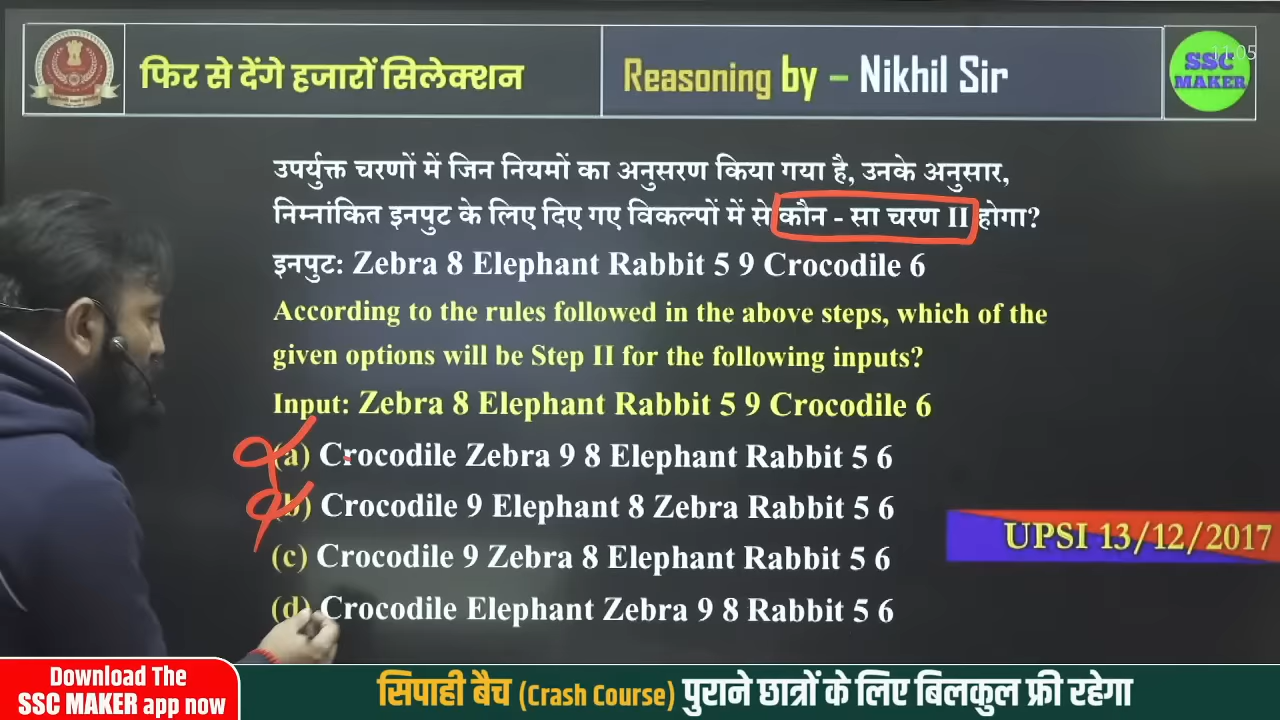 फिर से देंगे हजारों सिलेक्शन
Reasoning by – Nikhil Sir
11:05
SSC
MAKER
उपर्युक्त चरणों में जिन नियमों का अनुसरण किया गया है, उनके अनुसार,
निम्नांकित इनपुट के लिए दिए गए विकल्पों में से कौन - सा चरण II होगा?
इनपुट: Zebra 8 Elephant Rabbit 5 9 Crocodile 6
According to the rules followed in the above steps, which of the
given options will be Step II for the following inputs?
Input: Zebra 8 Elephant Rabbit 5 9 Crocodile 6
(a) Crocodile Zebra 9 8 Elephant Rabbit 5 6
(b) Crocodile 9 Elephant 8 Zebra Rabbit 5 6
(c) Crocodile 9 Zebra 8 Elephant Rabbit 5 6
(d) Crocodile Elephant Zebra 9 8 Rabbit 5 6
UPSI 13/12/2017
Download The
SSC MAKER app now
सिपाही बैच (Crash Course) पुराने छात्रों के लिए बिलकुल फ्री रहेगा